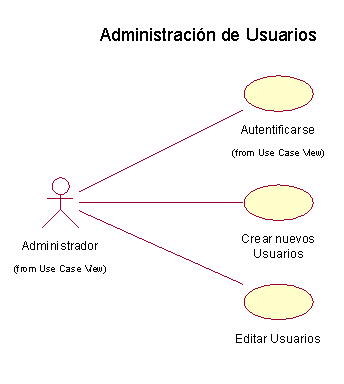 Administración de Usuarios
Autentificarse
(from Use Case View)
Administrador
(from Use Case View)
Crear nuevos
Usuarios
Editar Usuarios